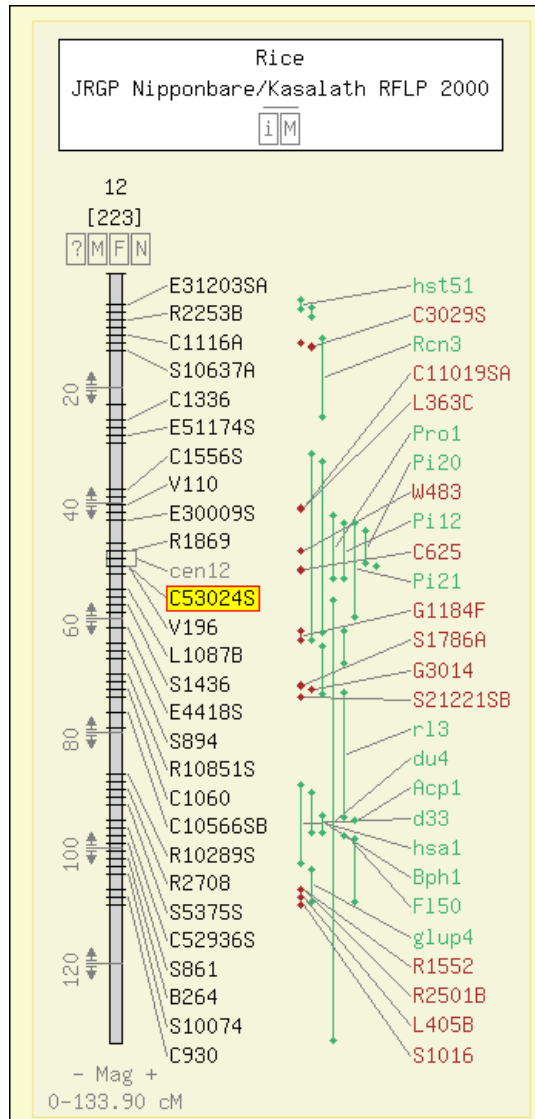 Rice
JRGP Nipponbare/Kasalath RFLP 2000
i M
12
[223]
? M F N
E31203SA
R2253B
C1116A
S10637A
C1336
E51174S
C1556S
V110
E30009S
R1869
cen12
C53024S
V196
L1087B
S1436
E4418S
S894
R10851S
C1060
C10566SB
R10289S
R2708
S5375S
C52936S
S861
B264
S10074
C930
20
40
60
80
100
120
hst51
C3029S
Rcn3
C11019SA
L363C
Pro1
Pi20
W483
Pi12
C625
Pi21
G1184F
S1786A
G3014
S21221SB
rl3
du4
Acp1
d33
hsa1
Bph1
Fl50
glup4
R1552
R2501B
L405B
S1016
- Mag +
0-133.90 cM